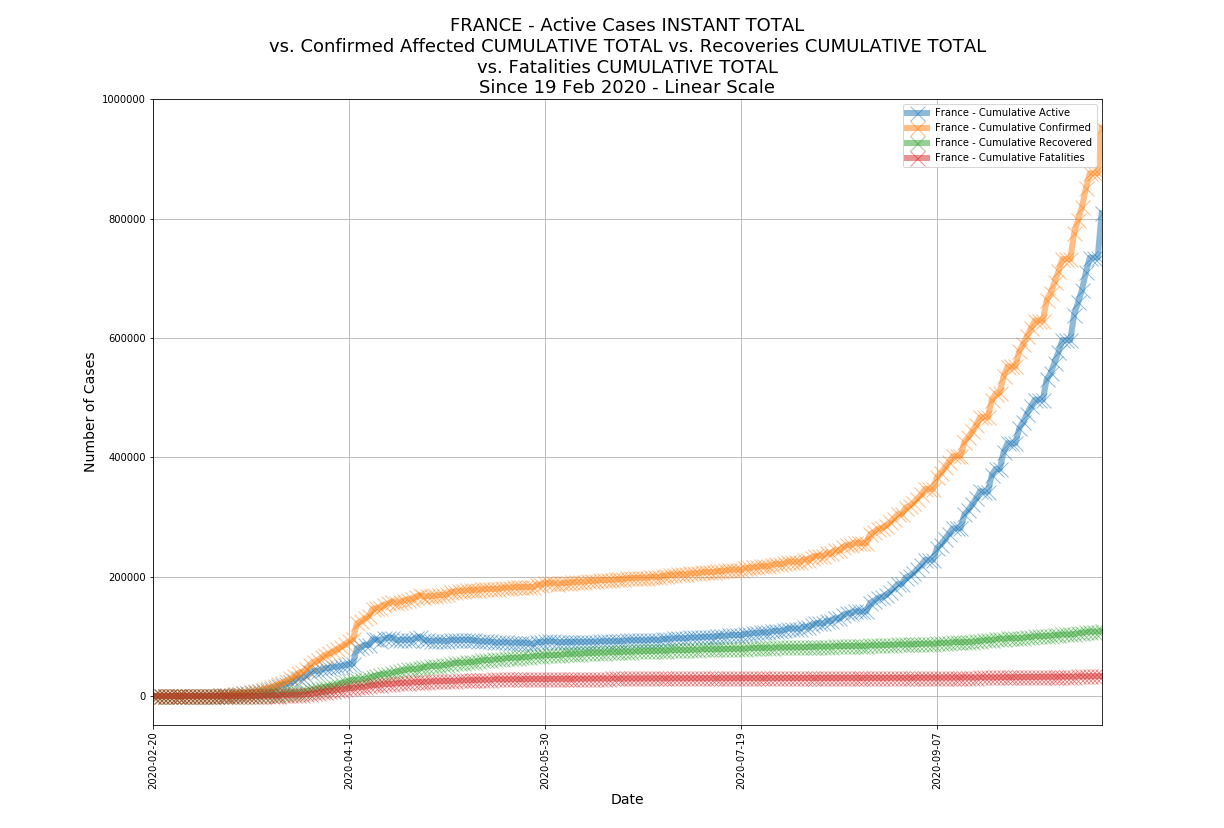 FRANCE - Active Cases INSTANT TOTAL
vs. Confirmed Affected CUMULATIVE TOTAL vs. Recoveries CUMULATIVE TOTAL
vs. Fatalities CUMULATIVE TOTAL
Since 19 Feb 2020 - Linear Scale
1000000
800000
600000
400000
200000
0
Number of Cases
France - Cumulative Active
France - Cumulative Confirmed
France - Cumulative Recovered
France - Cumulative Fatalities
2020-02-20
2020-04-10
2020-05-30
2020-07-19
2020-09-07
Date